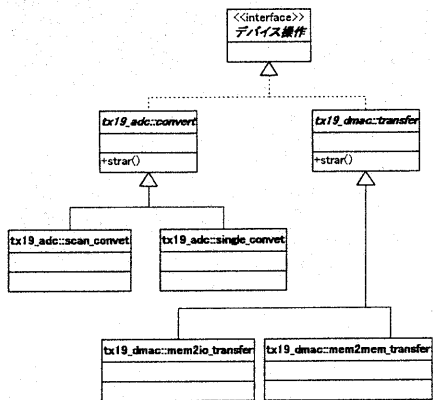 <<interface>>
デバイス操作
tx19_adc::convert
+strar()
tx19_dmac::transfer
+strar()
tx19_adc::scan_convet
tx19_adc::single_convet
tx19_dmac::mem2io_transfer
tx19_dmac::mem2mem_transfer